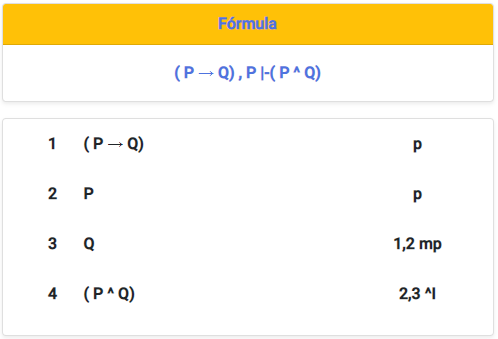 Fórmula
( P → Q) , P |-( P ^ Q)
1 ( P → Q) p
2 P p
3 Q 1,2 mp
4 ( P ^ Q) 2,3 ^I